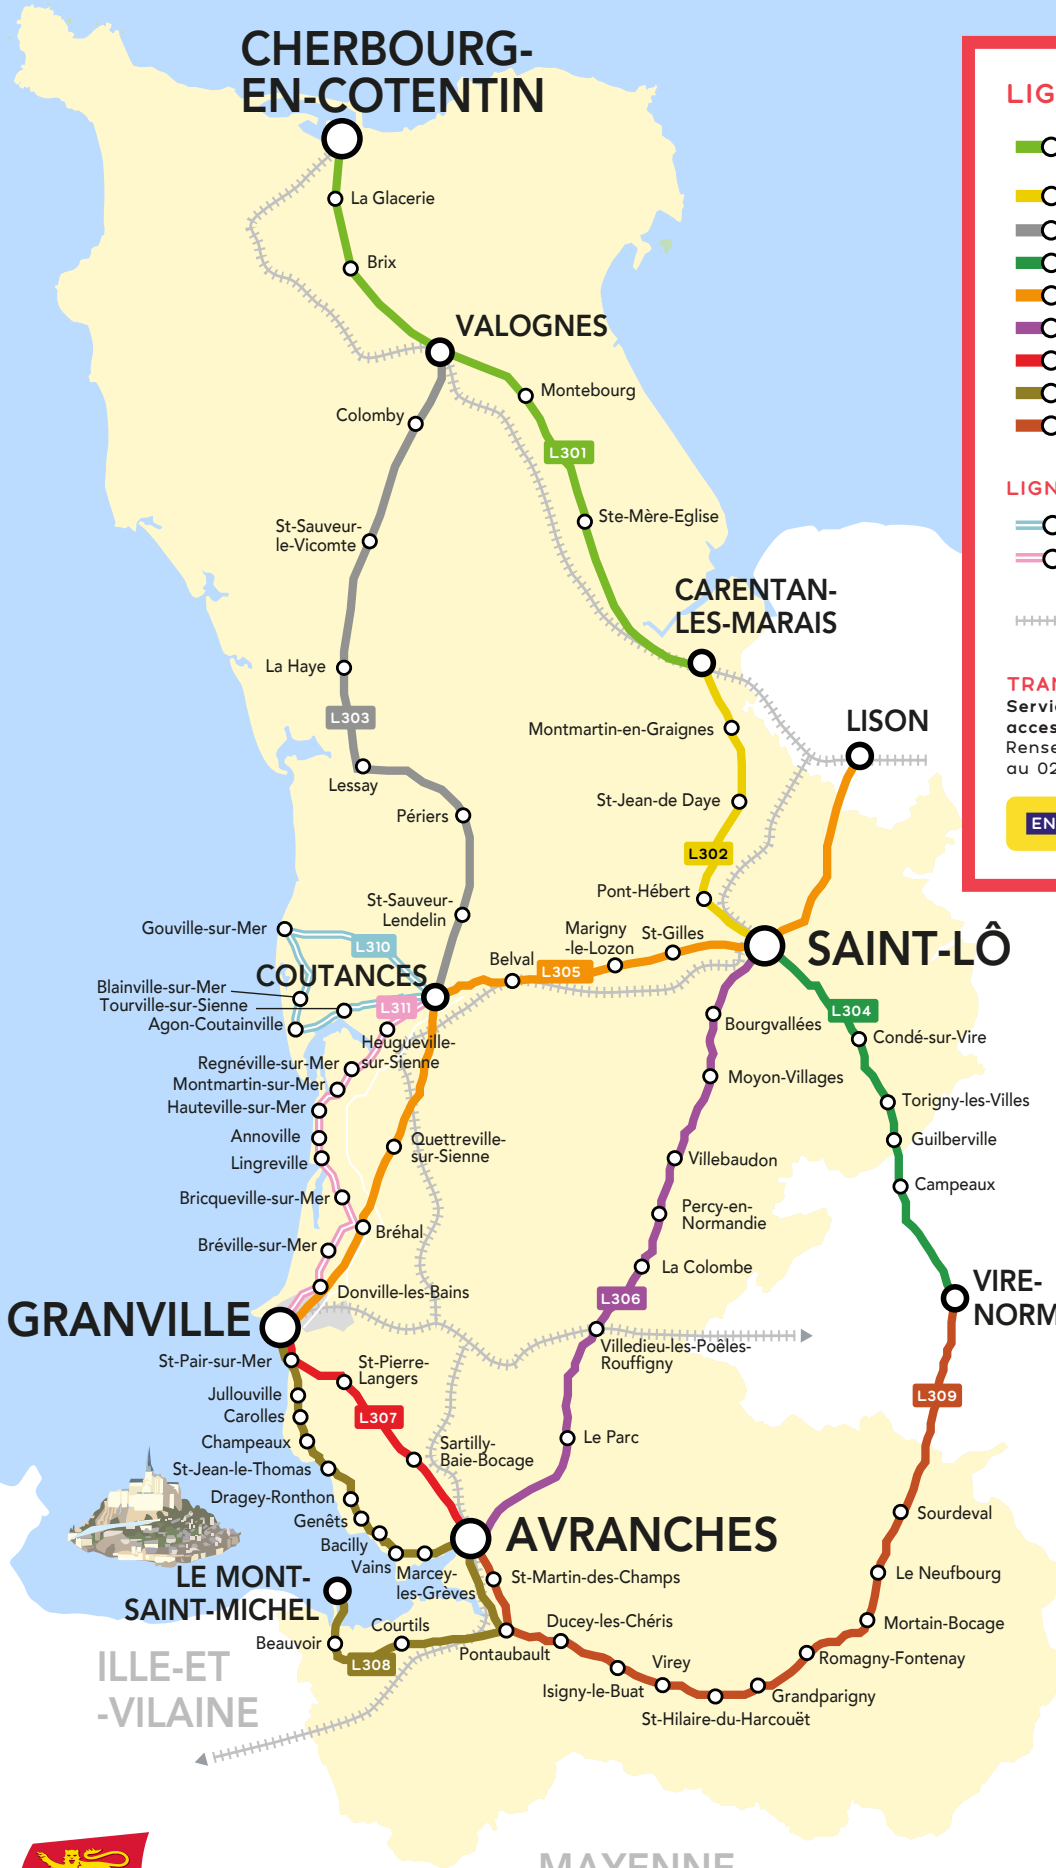 CHERBOURG-
EN-COTENTIN
La Glacerie
Brix
VALOGNES
Montebourg
Colomby
L301
St-Sauveur-
le-Vicomte
Ste-Mère-Eglise
CARENTAN-
LES-MARAIS
La Haye
L303
Montmartin-en-Graignes
LISON
Lessay
Périers
St-Jean-de Daye
L302
Pont-Hébert
St-Sauveur-
Lendelin
Gouville-sur-Mer
L310
Marigny
-le-Lozon
St-Gilles
SAINT-LÔ
Belval
L305
COUTANCES
Blainville-sur-Mer
Tourville-sur-Sienne
Agon-Coutainville
L311
L304
Bourgvallées
Condé-sur-Vire
Heugueville-
sur-Sienne
Regnéville-sur-Mer
Montmartin-sur-Mer
Moyon-Villages
Hauteville-sur-Mer
Torigny-les-Villes
Annoville
Quettreville-
sur-Sienne
Guilberville
Lingreville
Villebaudon
Campeaux
Bricqueville-sur-Mer
Percy-en-
Normandie
Bréhal
Bréville-sur-Mer
La Colombe
Donville-les-Bains
VIRE-
NORM
L306
GRANVILLE
Villedieu-les-Poêles-
Rouffigny
St-Pair-sur-Mer
St-Pierre-
Langers
Jullouville
L309
Carolles
L307
Champeaux
Le Parc
Sartilly-
Baie-Bocage
St-Jean-le-Thomas
Dragey-Ronthon
Genêts
Sourdeval
Bacilly
AVRANCHES
Vains
Marcey-
les-Grèves
Le Neufbourg
LE MONT-
SAINT-MICHEL
St-Martin-des-Champs
Courtils
Ducey-les-Chéris
Mortain-Bocage
Beauvoir
Pontaubault
Romagny-Fontenay
L308
Virey
Isigny-le-Buat
Grandparigny
St-Hilaire-du-Harcouët
ILLE-ET
-VILAINE
MAYENNE
LIG
LIGN
TRAN
Servi
acces
Rense
au 02
EN